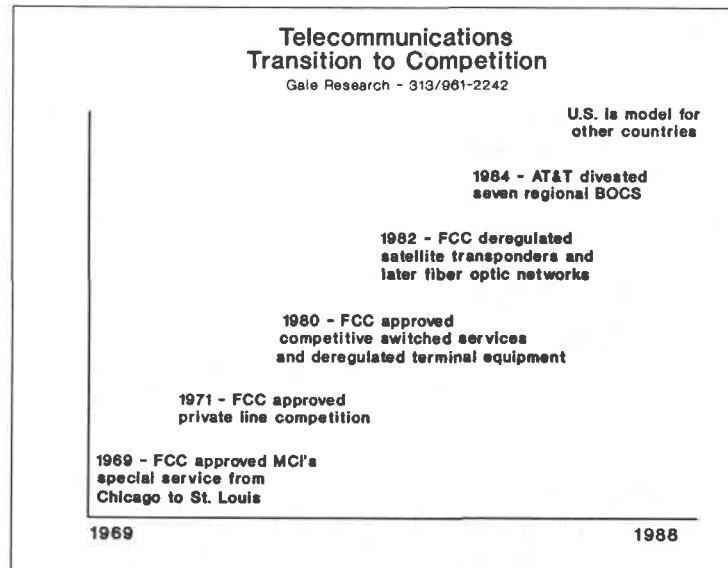 Telecommunications
Transition to Competition
Gale Research - 313/961-2242
U.S. is model for
other countries
1984 - AT&T divested
seven regional BOCS
1982 - FCC deregulated
satellite transponders and
later fiber optic networks
1980 - FCC approved
competitive switched services
and deregulated terminal equipment
1971 - FCC approved
private line competition
1969 - FCC approved MCI's
special service from
Chicago to St. Louis
1969 1988